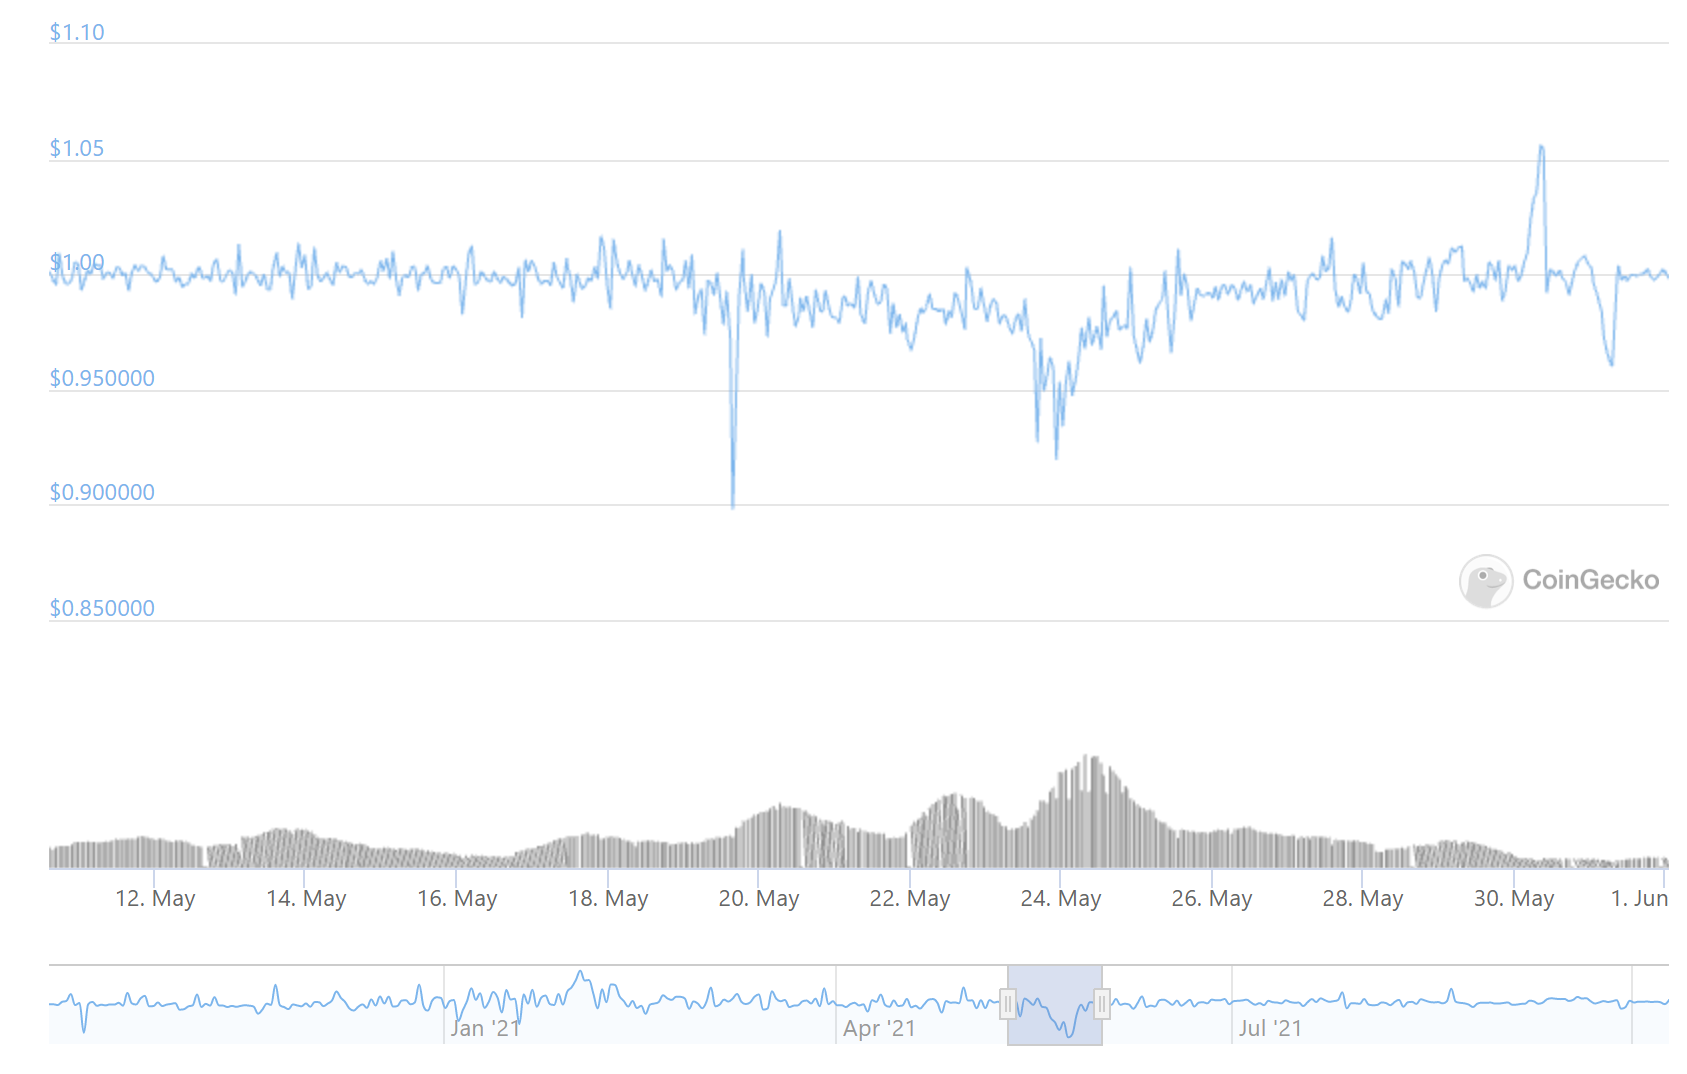 $1.10
$1.05
$1.00
$0.950000
$0.900000
CoinGecko
$0.850000
12. May 14. May 16. May 18. May 20. May 22. May 24. May 26. May 28. May 30. May 1. Jun
Jan '21 Apr '21 Jul '21